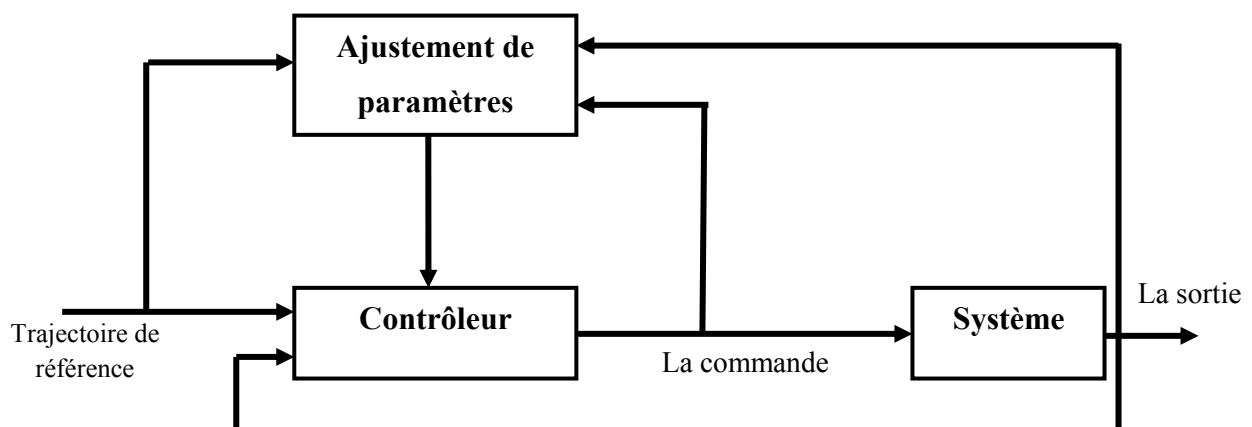 Ajustement de
paramètres
Contrôleur
Système
La sortie
Trajectoire de
référence
La commande